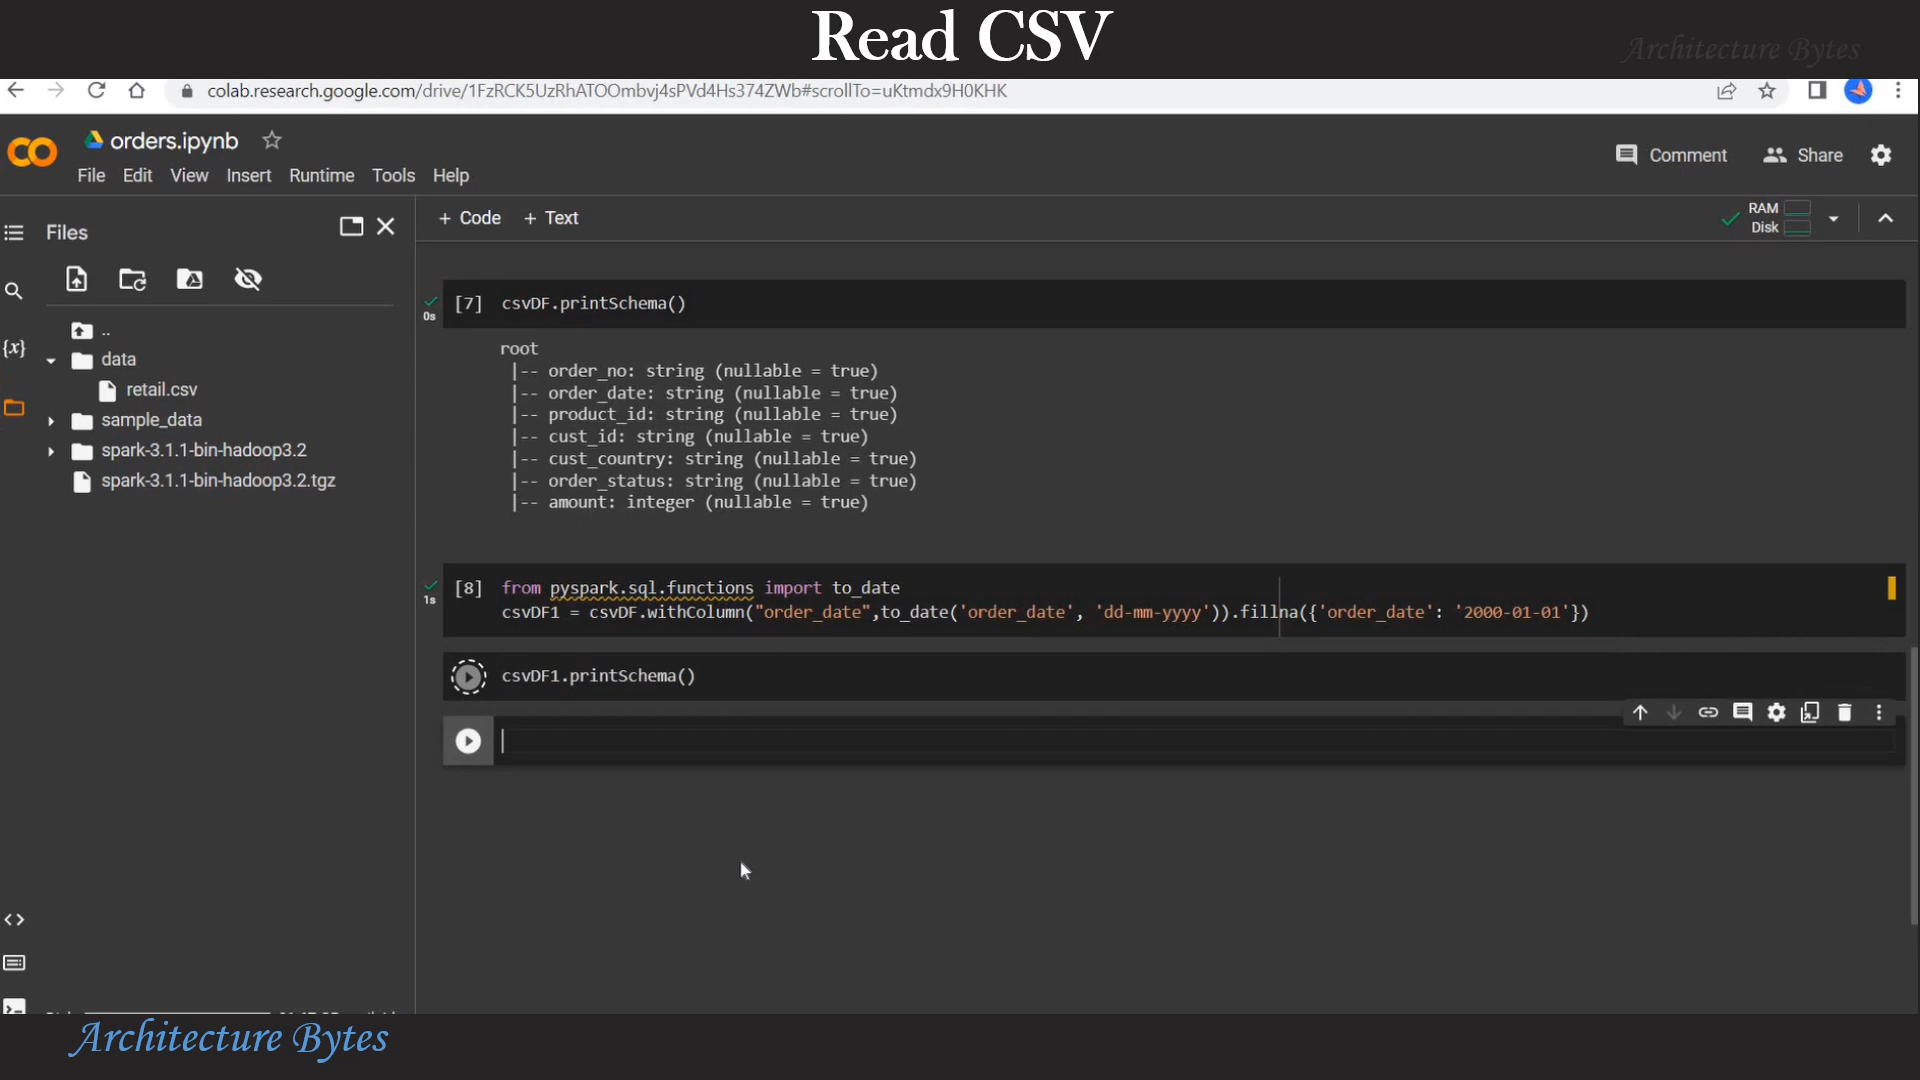 Read CSV
Architecture Bytes
colab.research.google.com/drive/1FzRCK5UzRhATOOmbvj4sPVd4Hs374ZWb#scrollTo=uKtmdx9H0KHK
orders.ipynb
File Edit View Insert Runtime Tools Help
Comment Share
Files
+ Code + Text
RAM
Disk
..
data
retail.csv
sample_data
spark-3.1.1-bin-hadoop3.2
spark-3.1.1-bin-hadoop3.2.tgz
{x}
0s
[7] csvDF.printSchema()
root
|-- order_no: string (nullable = true)
|-- order_date: string (nullable = true)
|-- product_id: string (nullable = true)
|-- cust_id: string (nullable = true)
|-- cust_country: string (nullable = true)
|-- order_status: string (nullable = true)
|-- amount: integer (nullable = true)
1s
[8] from pyspark.sql.functions import to_date
csvDF1 = csvDF.withColumn("order_date",to_date('order_date', 'dd-mm-yyyy')).fillna({'order_date': '2000-01-01'})
csvDF1.printSchema()
Architecture Bytes